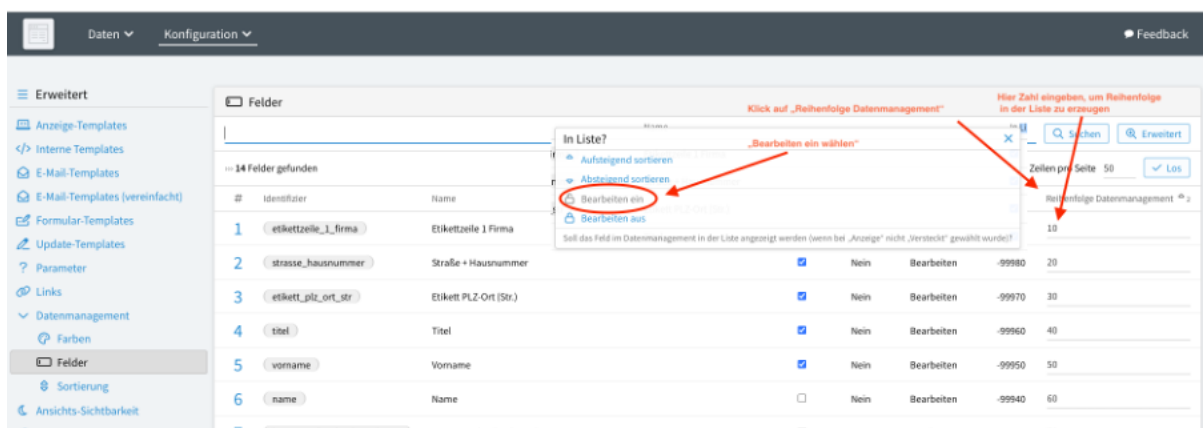 Daten Konfiguration Feedback
Erweitert
Anzeige-Templates
</> Interne Templates
E-Mail-Templates
E-Mail-Templates (vereinfacht)
Formular-Templates
Update-Templates
? Parameter
Links
Datenmanagement
Farben
Felder
Sortierung
Ansichts-Sichtbarkeit
Felder
Klick auf „Reihenfolge Datenmanagement“
Hier Zahl eingeben, um Reihenfolge
in der Liste zu erzeugen
„Bearbeiten ein wählen“
Name
Suchen Erweitert
14 Felder gefunden
Zeilen pro Seite 50 Los
In Liste? ×
Aufsteigend sortieren
Absteigend sortieren
Bearbeiten ein
Bearbeiten aus
Soll das Feld im Datenmanagement in der Liste angezeigt werden (wenn bei „Anzeige“ nicht „Versteckt“ gewählt wurde)?
# Identifizier Name Reihenfolge Datenmanagement 2
1 etikettzeile_1_firma Etikettzeile 1 Firma 10
2 strasse_hausnummer Straße + Hausnummer Nein Bearbeiten -99980 20
3 etikett_plz_ort_str Etikett PLZ-Ort (Str.) Nein Bearbeiten -99970 30
4 titel Titel Nein Bearbeiten -99960 40
5 vorname Vorname Nein Bearbeiten -99950 50
6 name Name Nein Bearbeiten -99940 60